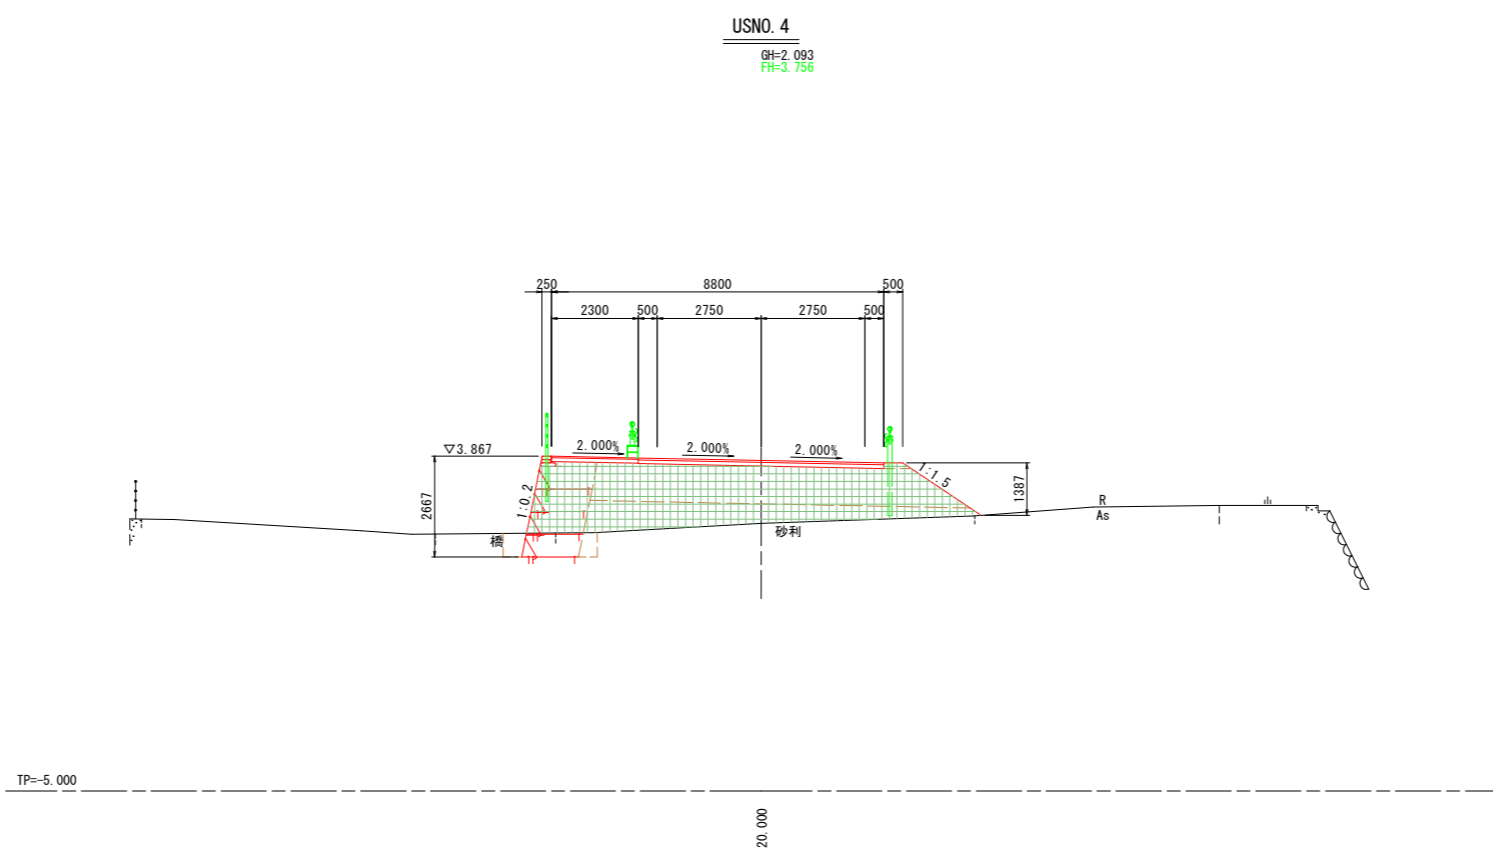 USNO. 4
GH=2.093
FH=3.756
250 8800 500
2300 500 2750 2750 500
▽3.867 2.000% 2.000% 2.000%
1:1.5
2667 1:0.2 1387
R
As
橋 砂利
TP=-5.000
20.000